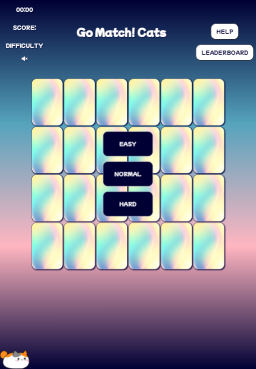 00:00
SCORE:
DIFFICULTY
Go Match! Cats
HELP
LEADERBOARD
EASY
NORMAL
HARD